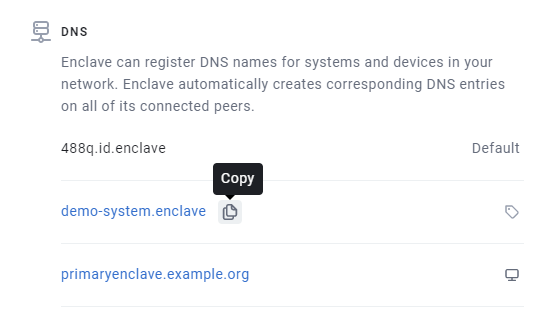 DNS
Enclave can register DNS names for systems and devices in your
network. Enclave automatically creates corresponding DNS entries
on all of its connected peers.
488q.id.enclave Default
Copy
demo-system.enclave
primaryenclave.example.org